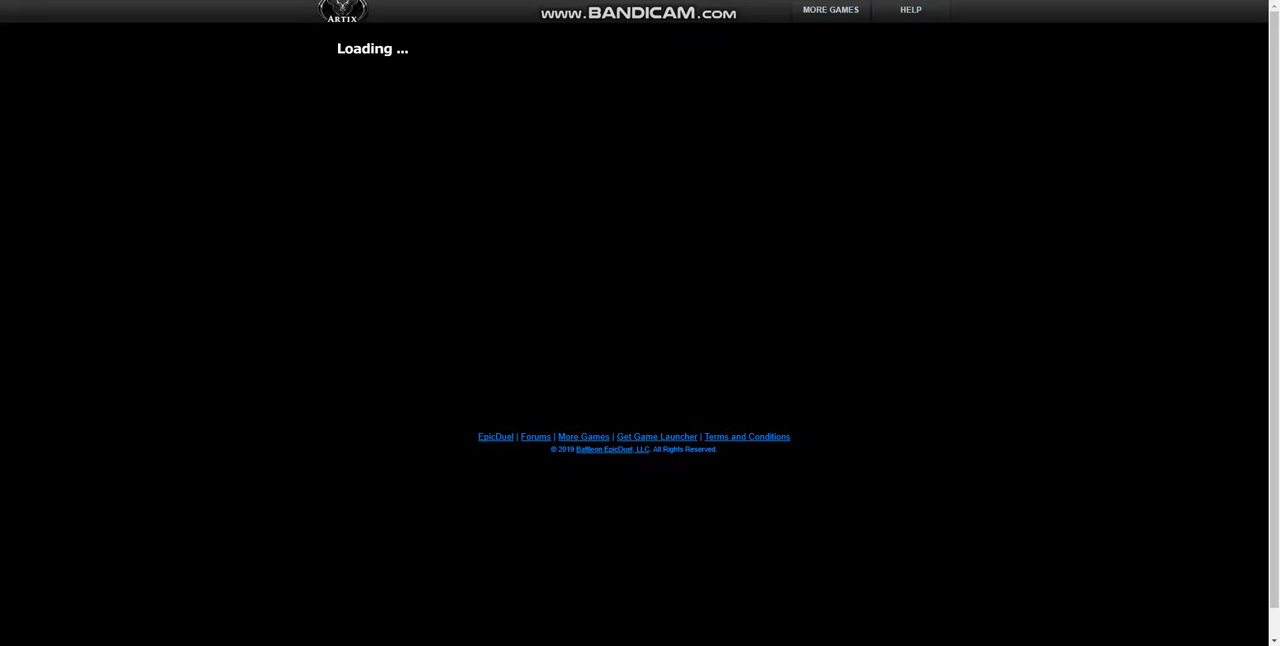 ARTIX
WWW.BANDICAM.COM
MORE GAMES
HELP
Loading ...
EpicDuel | Forums | More Games | Get Game Launcher | Terms and Conditions
© 2019 Battleon EpicDuel, LLC. All Rights Reserved.